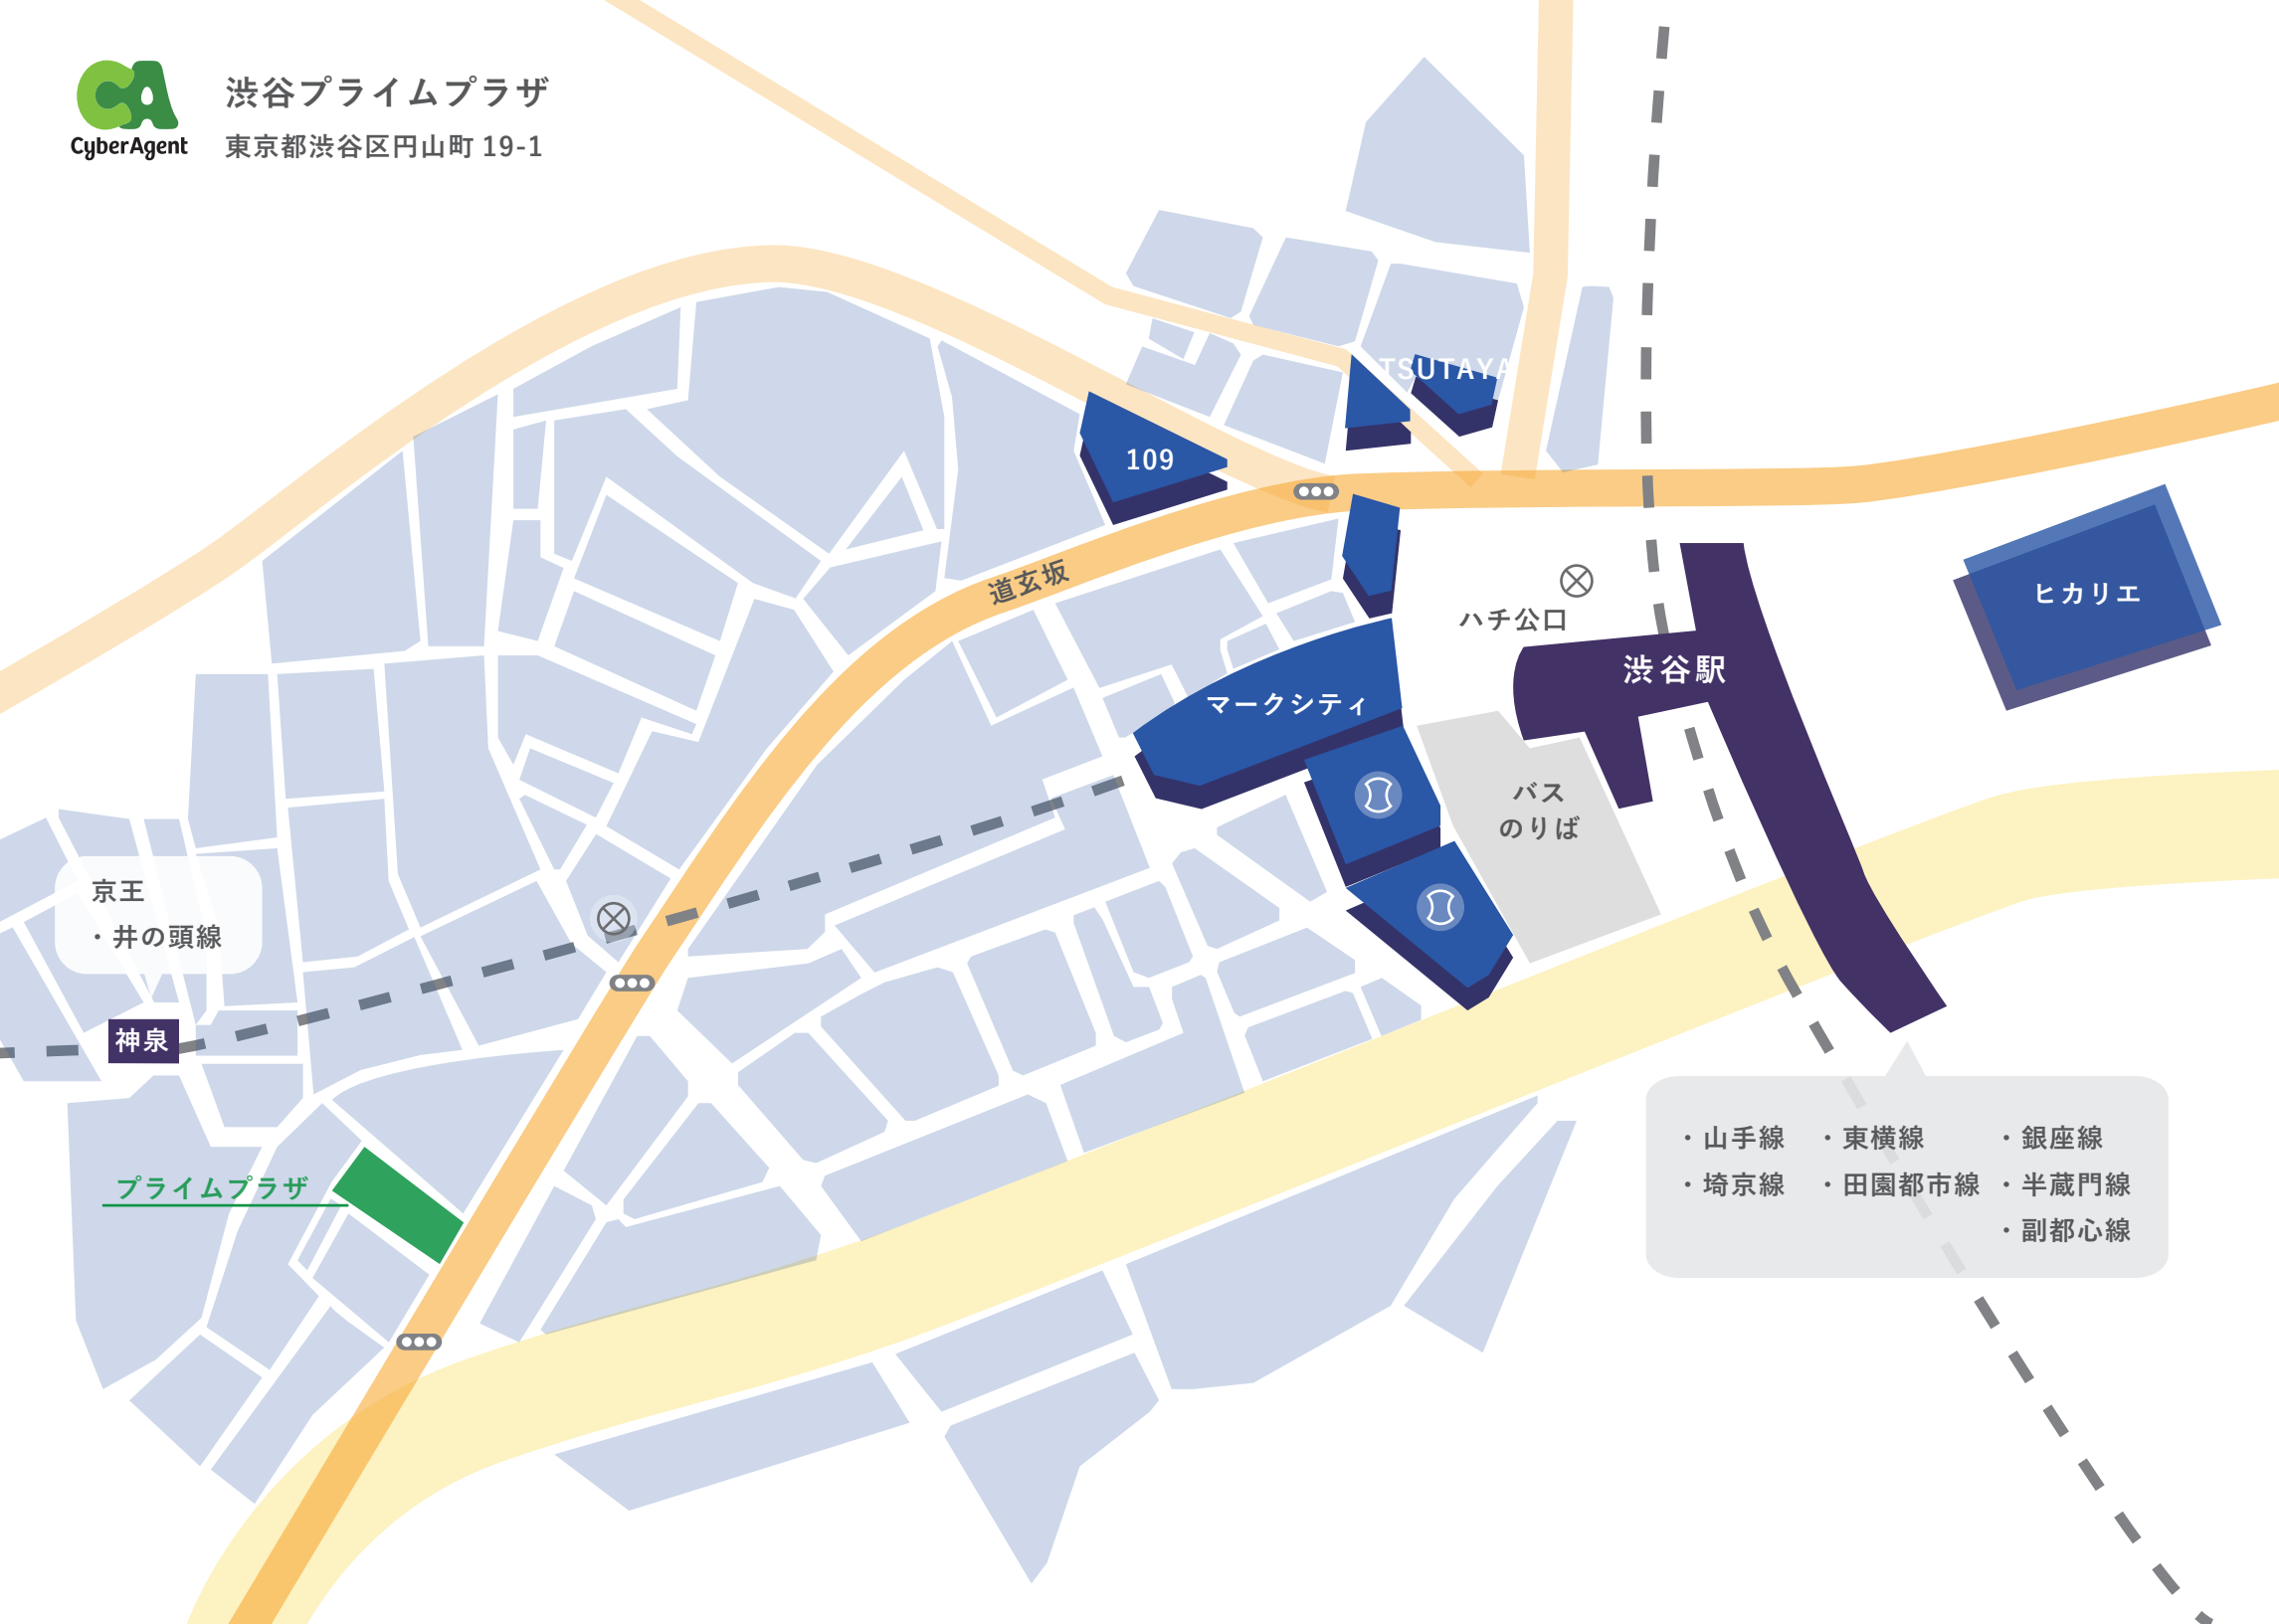 CyberAgent
渋谷プライムプラザ
東京都渋谷区円山町 19-1
TSUTAYA
109
道玄坂
ハチ公口
ヒカリエ
渋谷駅
マークシティ
バス
のりば
京王
・井の頭線
神泉
プライムプラザ
・山手線 ・東横線 ・銀座線
・埼京線 ・田園都市線 ・半蔵門線
・副都心線